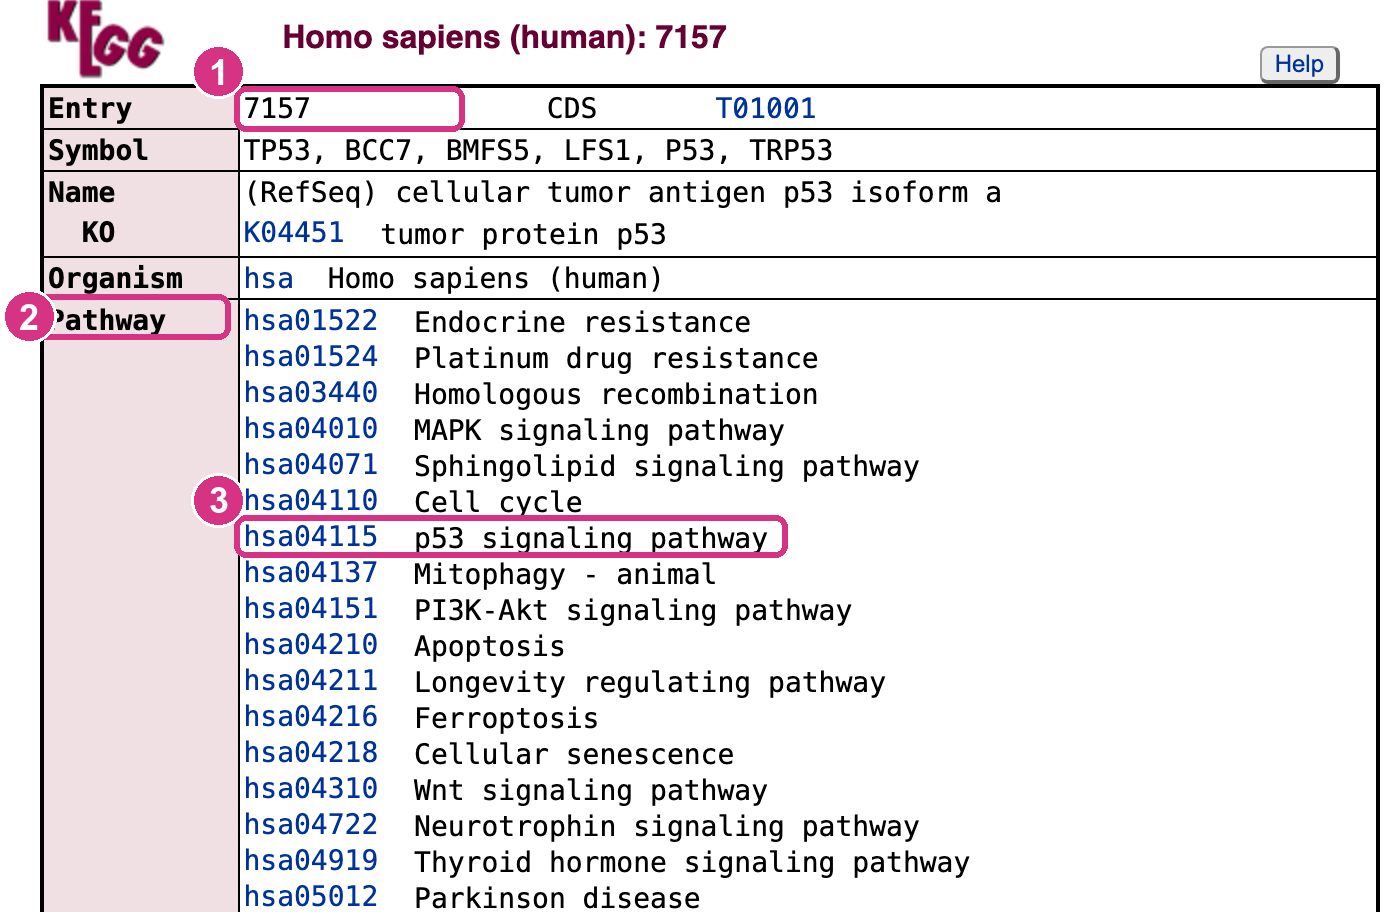 KEGG
Homo sapiens (human): 7157
Help
1
Entry 7157 CDS T01001
Symbol TP53, BCC7, BMFS5, LFS1, P53, TRP53
Name (RefSeq) cellular tumor antigen p53 isoform a
KO K04451 tumor protein p53
Organism hsa Homo sapiens (human)
2 Pathway hsa01522 Endocrine resistance
hsa01524 Platinum drug resistance
hsa03440 Homologous recombination
hsa04010 MAPK signaling pathway
hsa04071 Sphingolipid signaling pathway
3 hsa04110 Cell cycle
hsa04115 p53 signaling pathway
hsa04137 Mitophagy - animal
hsa04151 PI3K-Akt signaling pathway
hsa04210 Apoptosis
hsa04211 Longevity regulating pathway
hsa04216 Ferroptosis
hsa04218 Cellular senescence
hsa04310 Wnt signaling pathway
hsa04722 Neurotrophin signaling pathway
hsa04919 Thyroid hormone signaling pathway
hsa05012 Parkinson disease